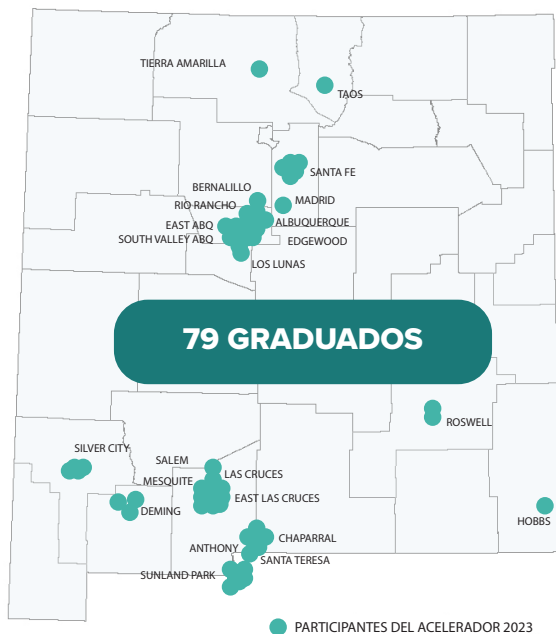 TIERRA AMARILLA
TAOS
SANTA FE
BERNALILLO
MADRID
RIO RANCHO
ALBUQUERQUE
EAST ABQ
SOUTH VALLEY ABQ
EDGEWOOD
LOS LUNAS
79 GRADUADOS
ROSWELL
SILVER CITY
SALEM
LAS CRUCES
MESQUITE
EAST LAS CRUCES
DEMING
HOBBS
CHAPARRAL
ANTHONY
SANTA TERESA
SUNLAND PARK
PARTICIPANTES DEL ACELERADOR 2023